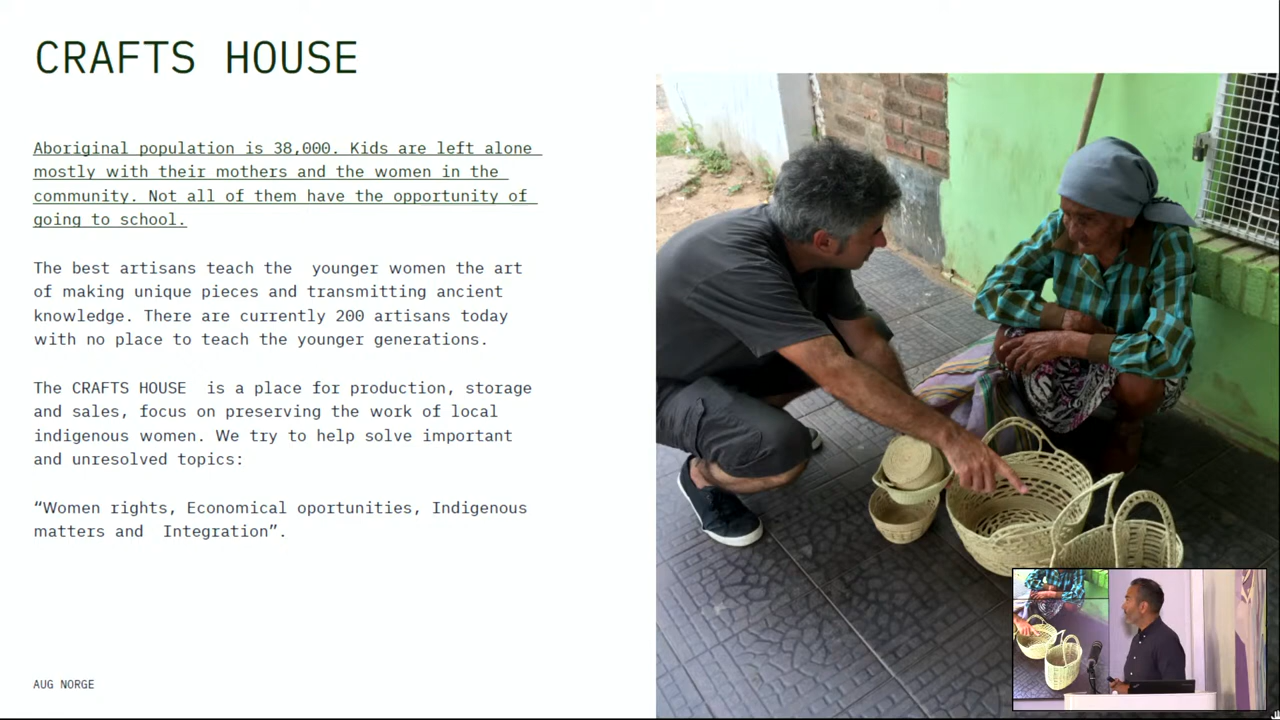 CRAFTS HOUSE
Aboriginal population is 38,000. Kids are left alone
mostly with their mothers and the women in the
community. Not all of them have the opportunity of
going to school.
The best artisans teach the  younger women the art
of making unique pieces and transmitting ancient
knowledge. There are currently 200 artisans today
with no place to teach the younger generations.
The CRAFTS HOUSE  is a place for production, storage
and sales, focus on preserving the work of local
indigenous women. We try to help solve important
and unresolved topics:
“Women rights, Economical oportunities, Indigenous
matters and  Integration”.
AUG NORGE